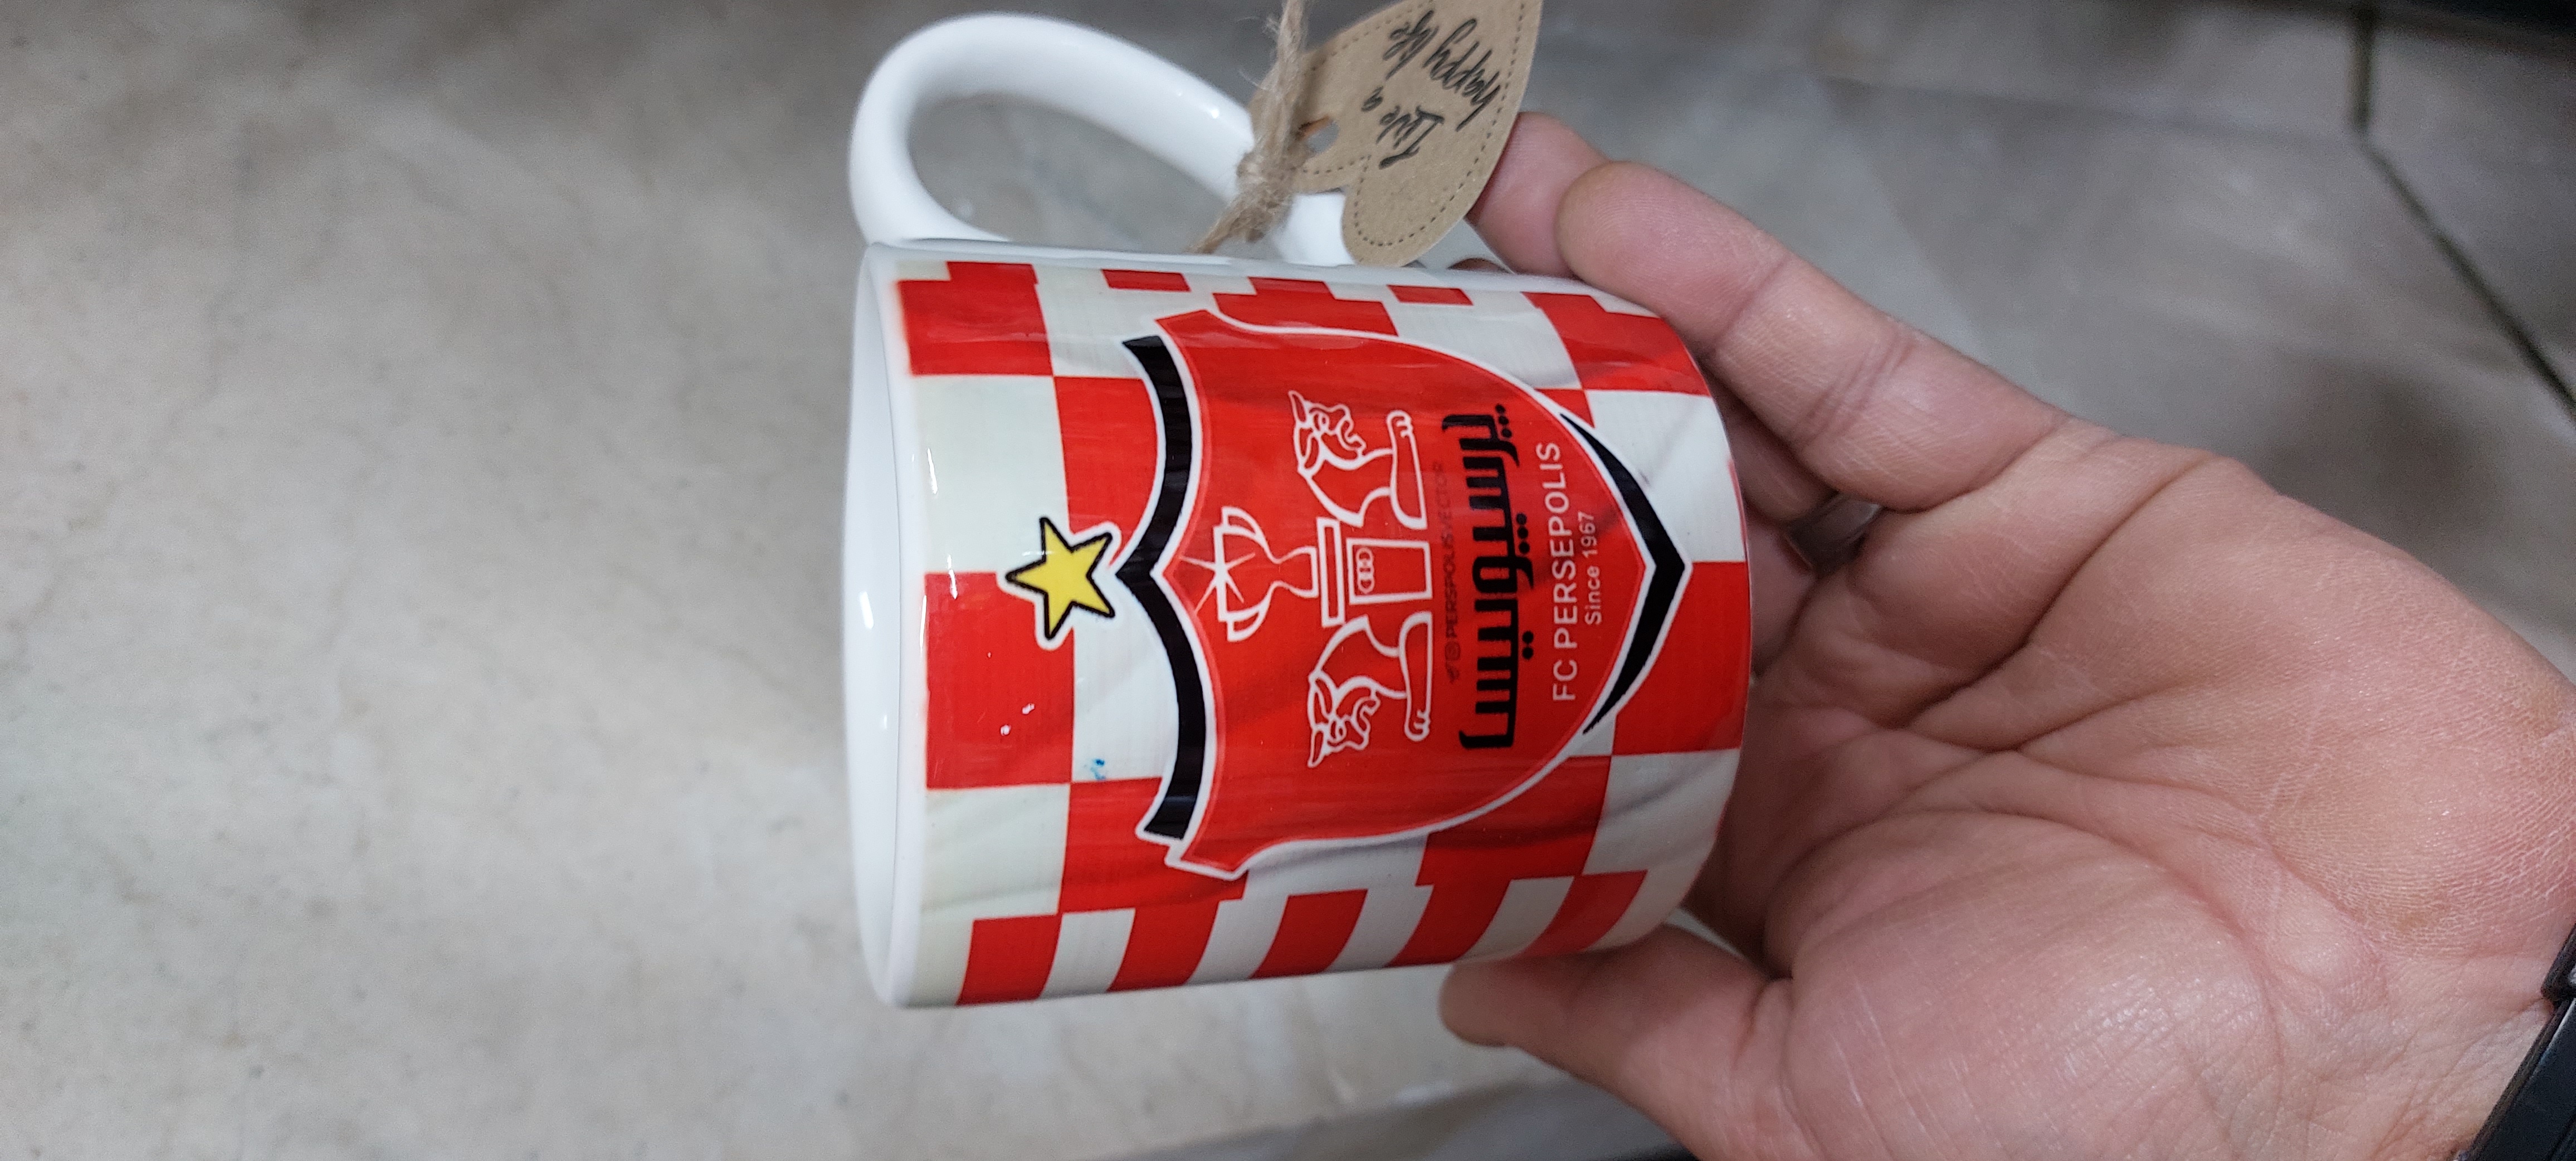 Live a
happy life
@PERSPOLISVECTOR
پرسپولیس
FC PERSEPOLIS
Since 1967